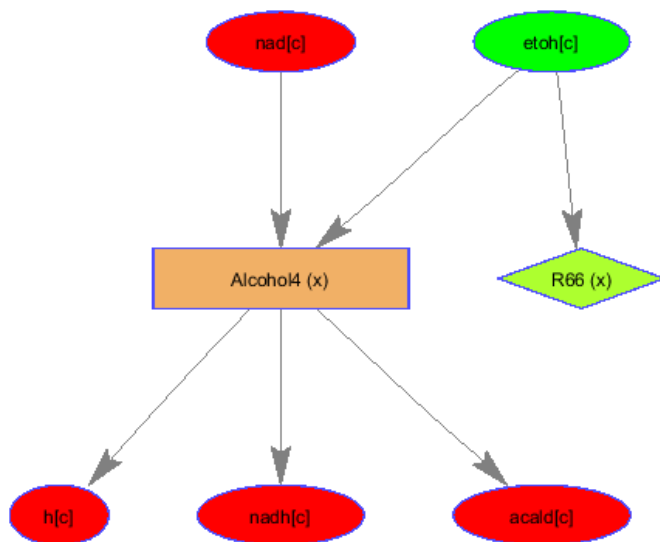 nad[c]
etoh[c]
Alcohol4 (x)
R66 (x)
h[c]
nadh[c]
acald[c]